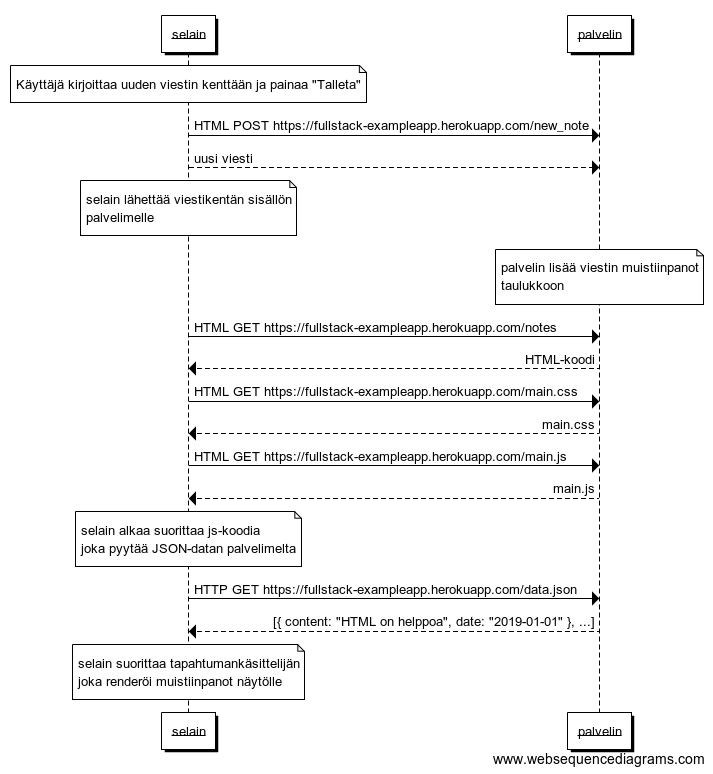 selain palvelin
Käyttäjä kirjoittaa uuden viestin kenttään ja painaa "Talleta"
HTML POST https://fullstack-exampleapp.herokuapp.com/new_note
uusi viesti
selain lähettää viestikentän sisällön
palvelimelle
palvelin lisää viestin muistiinpanot
taulukkoon
HTML GET https://fullstack-exampleapp.herokuapp.com/notes
HTML-koodi
HTML GET https://fullstack-exampleapp.herokuapp.com/main.css
main.css
HTML GET https://fullstack-exampleapp.herokuapp.com/main.js
main.js
selain alkaa suorittaa js-koodia
joka pyytää JSON-datan palvelimelta
HTTP GET https://fullstack-exampleapp.herokuapp.com/data.json
[{ content: "HTML on helppoa", date: "2019-01-01" }, ...]
selain suorittaa tapahtumankäsittelijän
joka renderöi muistiinpanot näytölle
selain palvelin
www.websequencediagrams.com